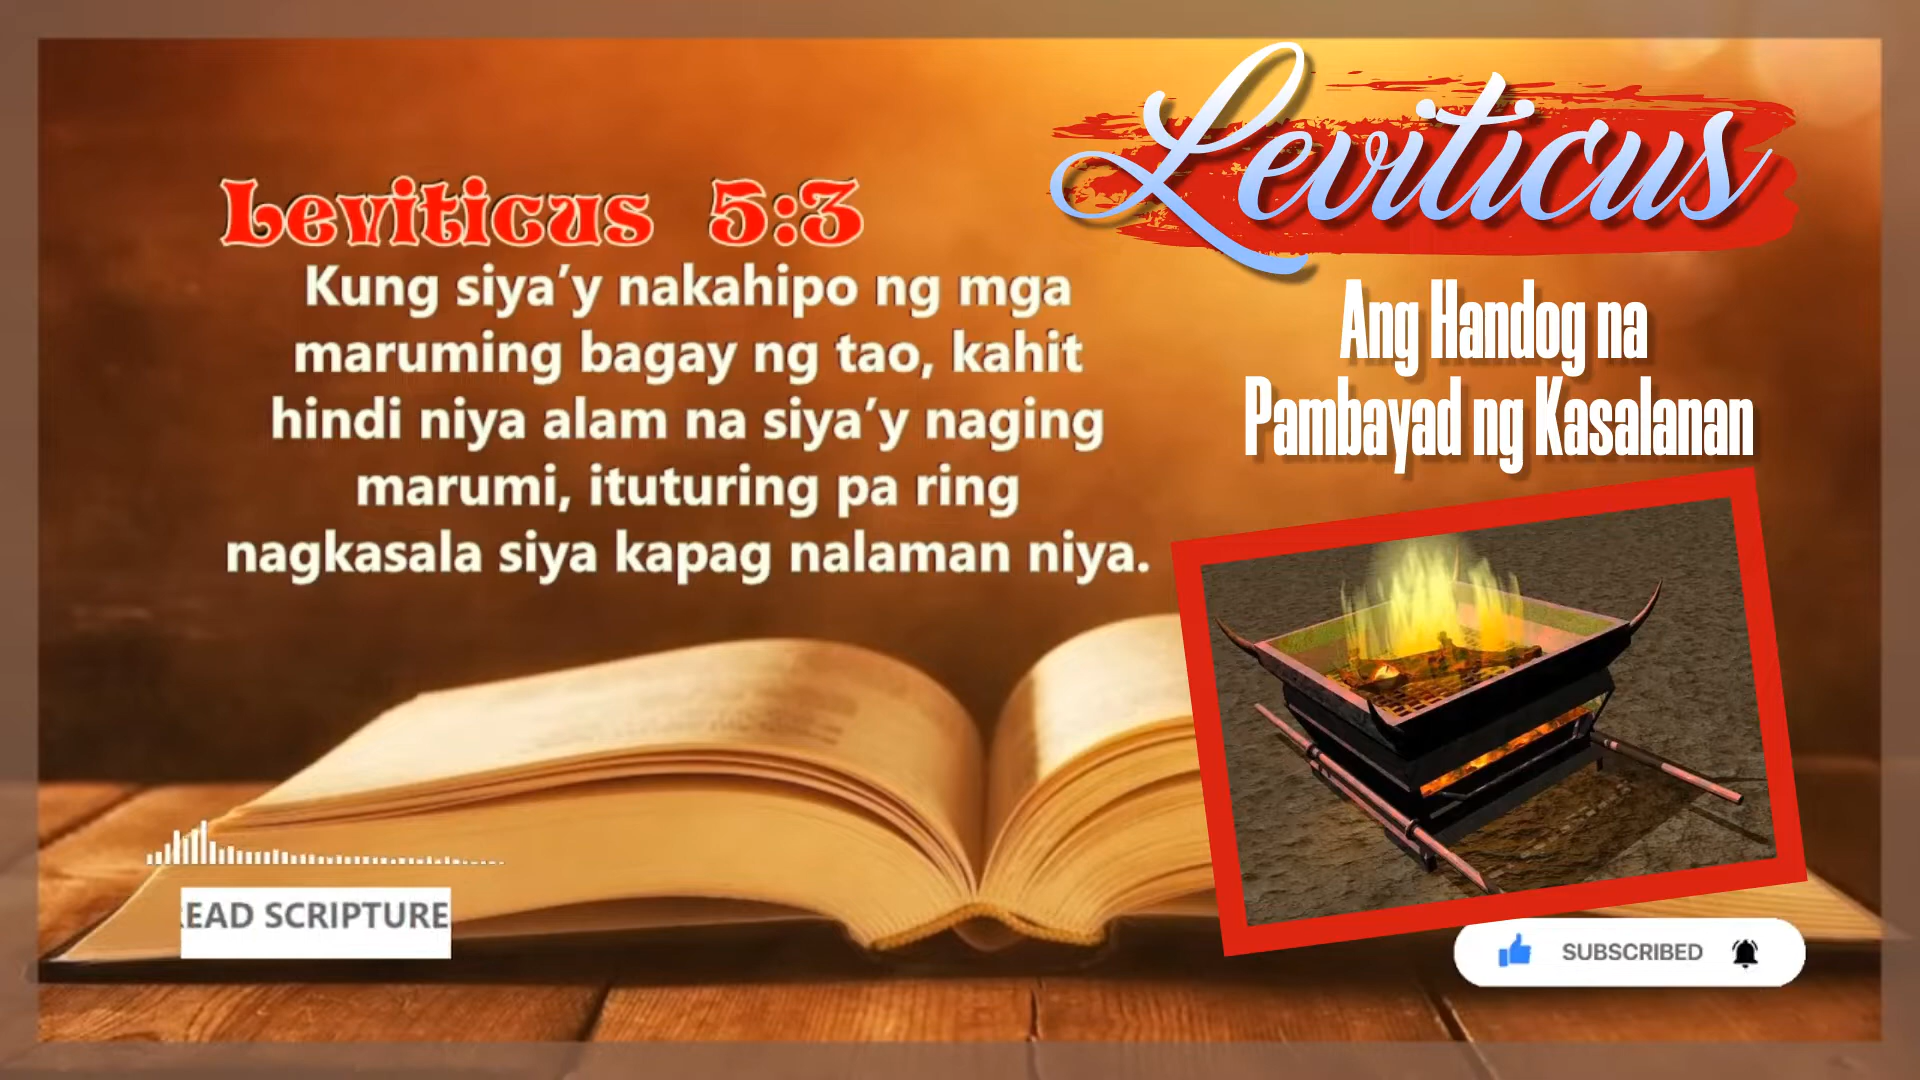 Leviticus
Leviticus 5:3
Kung siya’y nakahipo ng mga
maruming bagay ng tao, kahit
hindi niya alam na siya’y naging
marumi, ituturing pa ring
nagkasala siya kapag nalaman niya.
Ang Handog na
Pambayad ng Kasalanan
EAD SCRIPTURE
SUBSCRIBED